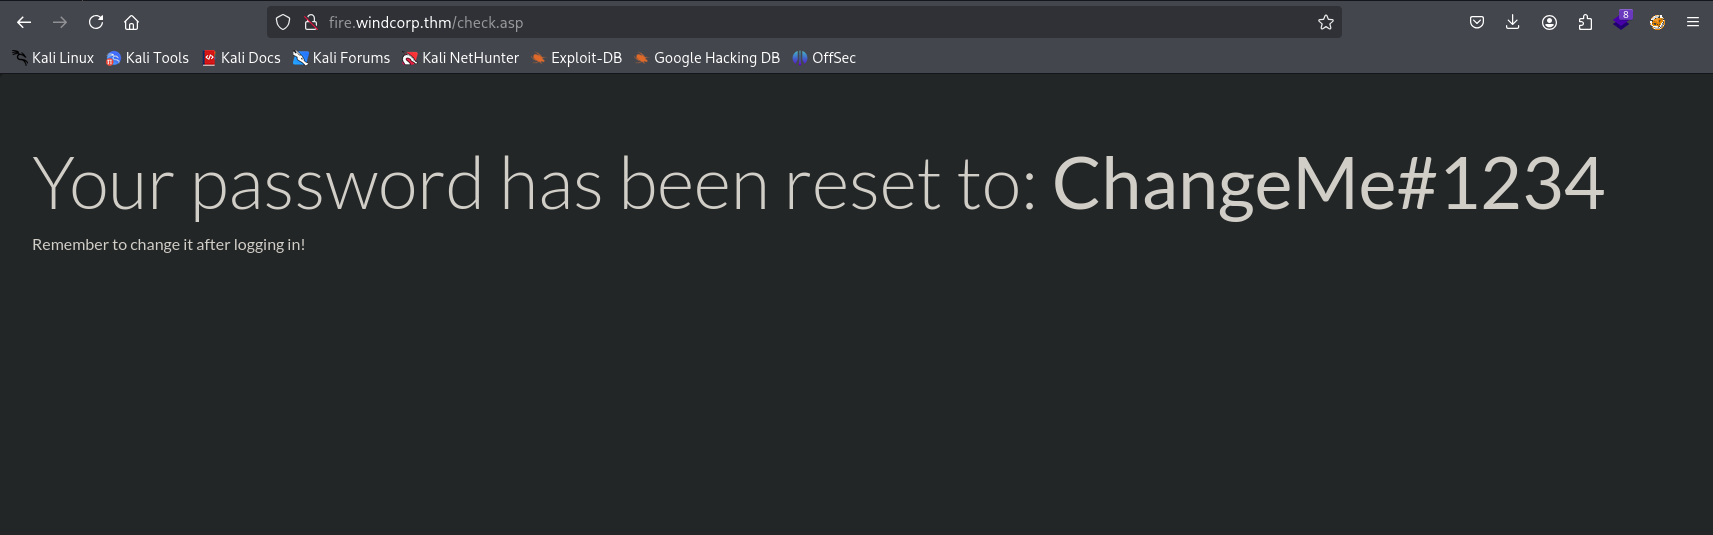 fire.windcorp.thm/check.asp
8
Kali Linux Kali Tools Kali Docs Kali Forums Kali NetHunter Exploit-DB Google Hacking DB OffSec
Your password has been reset to: ChangeMe#1234
Remember to change it after logging in!